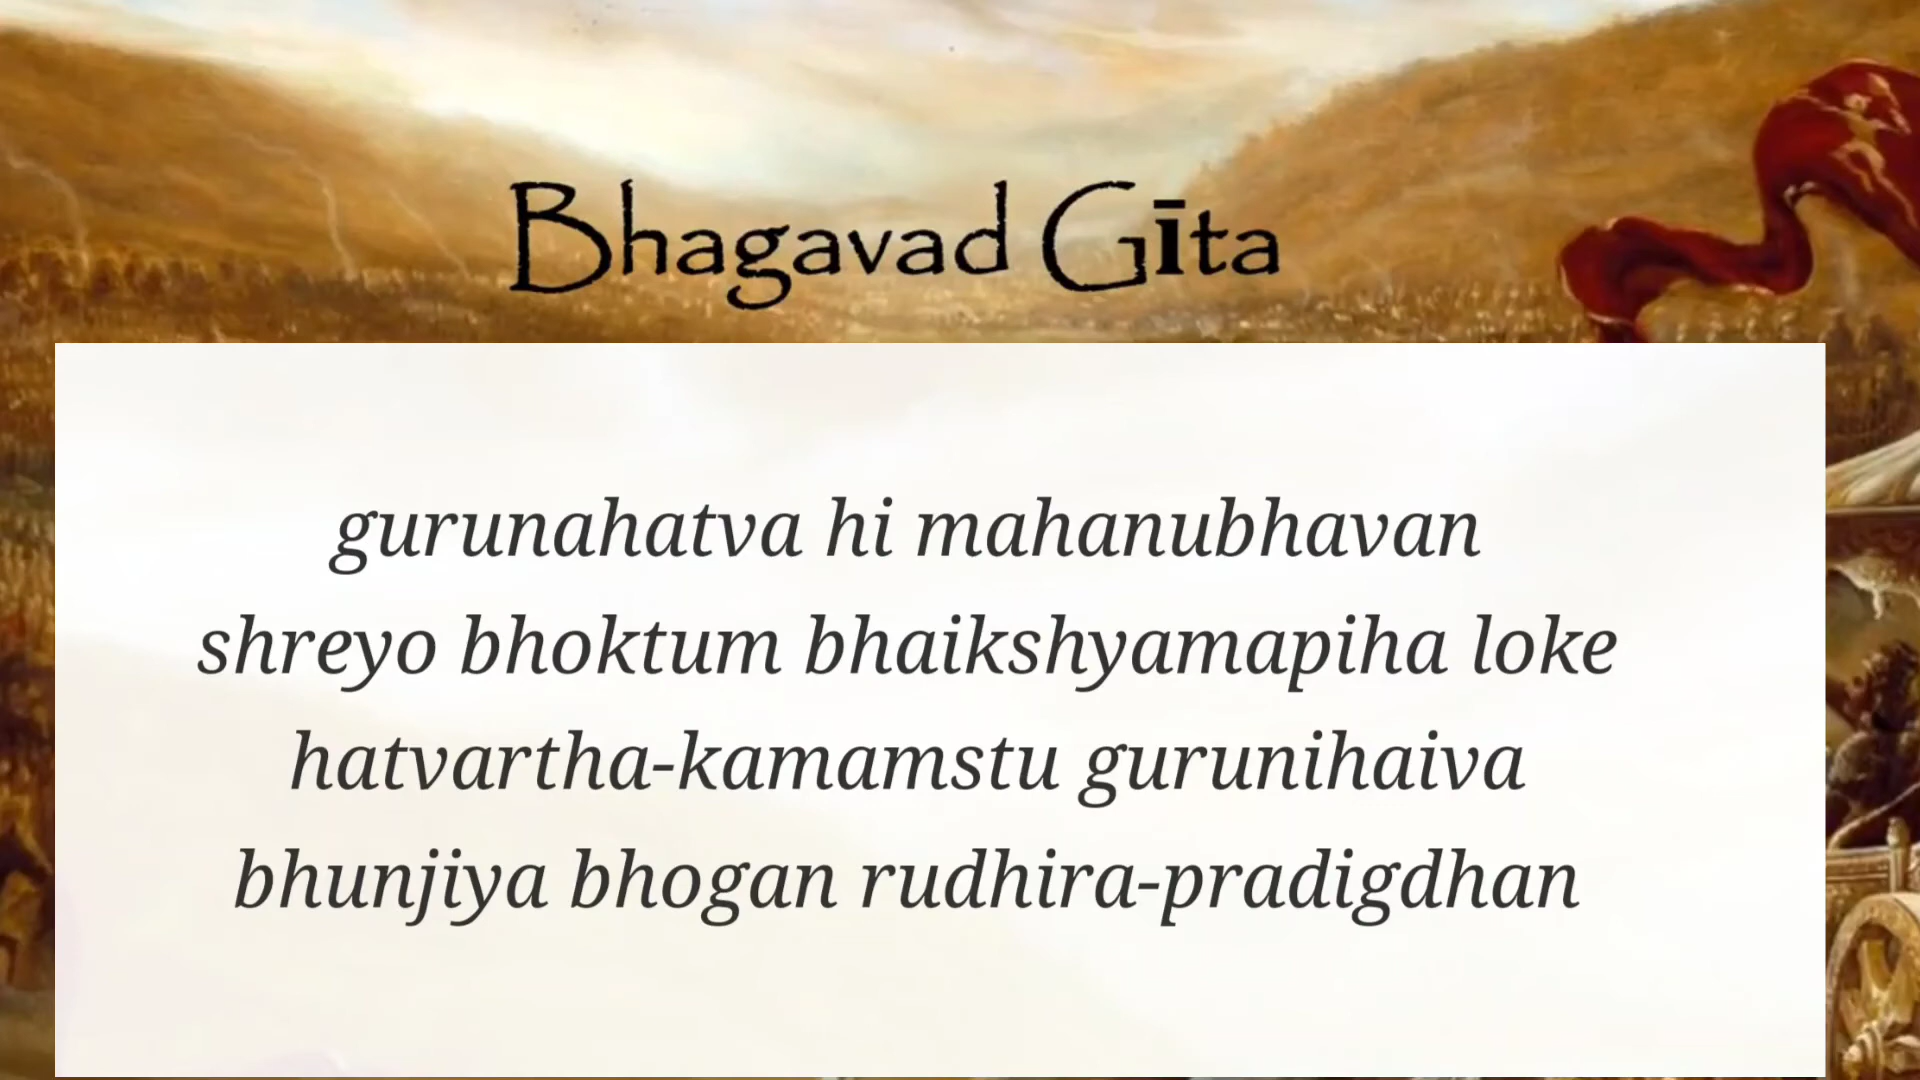 Bhagavad Gīta
gurunahatva hi mahanubhavan
shreyo bhoktum bhaikshyamapiha loke
hatvartha-kamamstu gurunihaiva
bhunjiya bhogan rudhira-pradigdhan